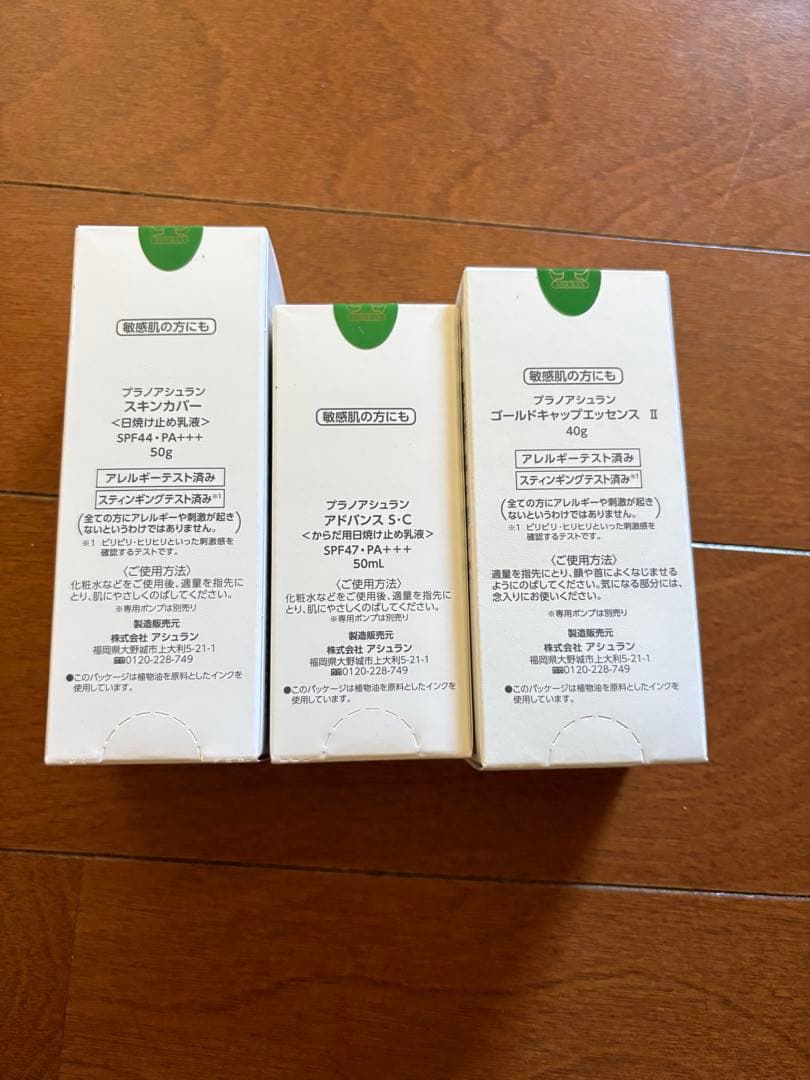 敏感肌の方にも
プラノアシュラン
スキンカバー
<日焼け止め乳液>
SPF44・PA+++
50g
アレルギーテスト済み
スティンギングテスト済み※1
(全ての方にアレルギーや刺激が起き
ないというわけではありません。)
※1 ピリピリ・ヒリヒリといった刺激感を
確認するテストです。
〈ご使用方法〉
化粧水などをご使用後、適量を指先に
とり、肌にやさしくのばしてください。
※専用ポンプは別売り
製造販売元
株式会社 アシュラン
福岡県大野城市上大利5-21-1
0120-228-749
●このパッケージは植物油を原料としたインクを
使用しています。
ASHURAN
敏感肌の方にも
プラノアシュラン
アドバンス S・C
<からだ用日焼け止め乳液>
SPF47・PA+++
50mL
〈ご使用方法〉
化粧水などをご使用後、適量を指先に
とり、肌にやさしくのばしてください。
※専用ポンプは別売り
製造販売元
株式会社 アシュラン
福岡県大野城市上大利5-21-1
0120-228-749
●このパッケージは植物油を原料としたインクを
使用しています。
ASHURAN
敏感肌の方にも
プラノアシュラン
ゴールドキャップエッセンス Ⅱ
40g
アレルギーテスト済み
スティンギングテスト済み※1
(全ての方にアレルギーや刺激が起き
ないというわけではありません。)
※1 ピリピリ・ヒリヒリといった刺激感を
確認するテストです。
〈ご使用方法〉
適量を指先にとり、顔や首によくなじませる
ようにのばしてください。気になる部分には、
念入りにお使いください。
※専用ポンプは別売り
製造販売元
株式会社 アシュラン
福岡県大野城市上大利5-21-1
0120-228-749
●このパッケージは植物油を原料としたインクを
使用しています。